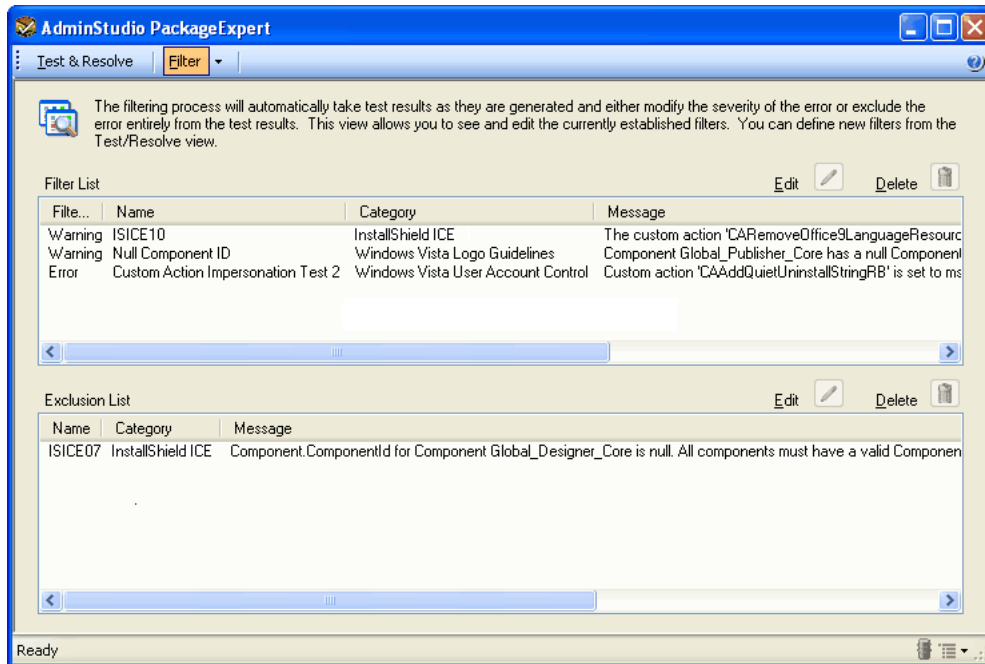 AdminStudio PackageExpert
Test & Resolve Filter
The filtering process will automatically take test results as they are generated and either modify the severity of the error or exclude the
error entirely from the test results. This view allows you to see and edit the currently established filters. You can define new filters from the
Test/Resolve view.
Filter List Edit Delete
Filte... Name Category Message
Warning ISICE10 InstallShield ICE The custom action 'CARemoveOffice9LanguageResourc
Warning Null Component ID Windows Vista Logo Guidelines Component Global_Publisher_Core has a null Component
Error Custom Action Impersonation Test 2 Windows Vista User Account Control Custom action 'CAAddQuietUninstallStringRB' is set to ms
Exclusion List Edit Delete
Name Category Message
ISICE07 InstallShield ICE Component.ComponentId for Component Global_Designer_Core is null. All components must have a valid Componen
Ready